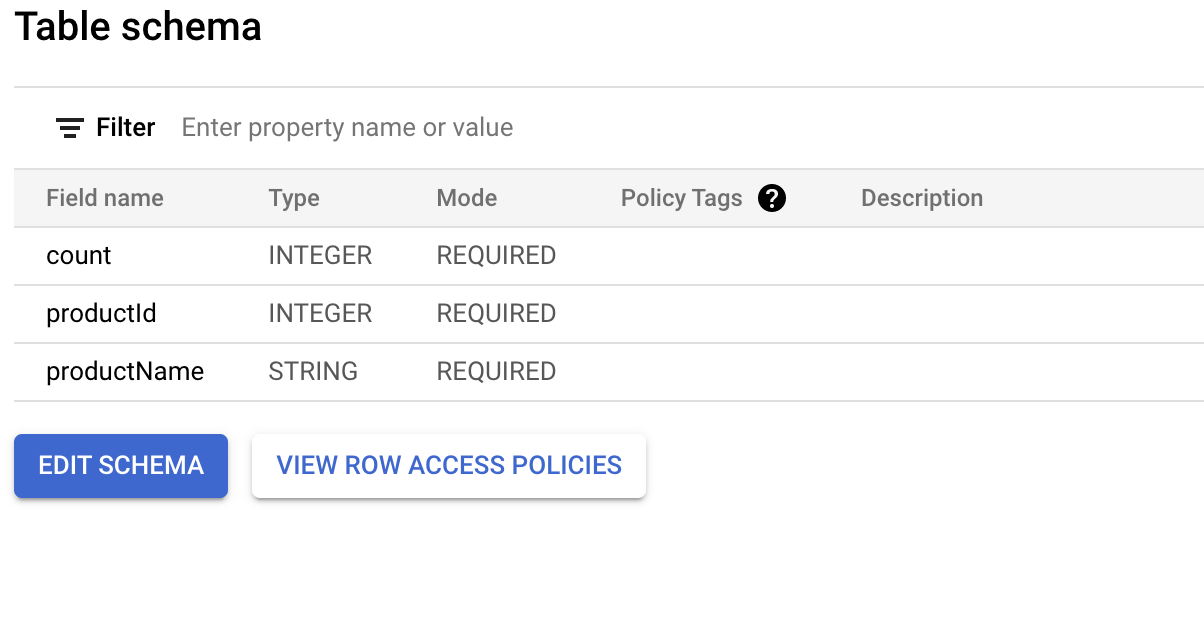 Table schema
Filter Enter property name or value
Field name Type Mode Policy Tags ? Description
count INTEGER REQUIRED
productId INTEGER REQUIRED
productName STRING REQUIRED
EDIT SCHEMA VIEW ROW ACCESS POLICIES